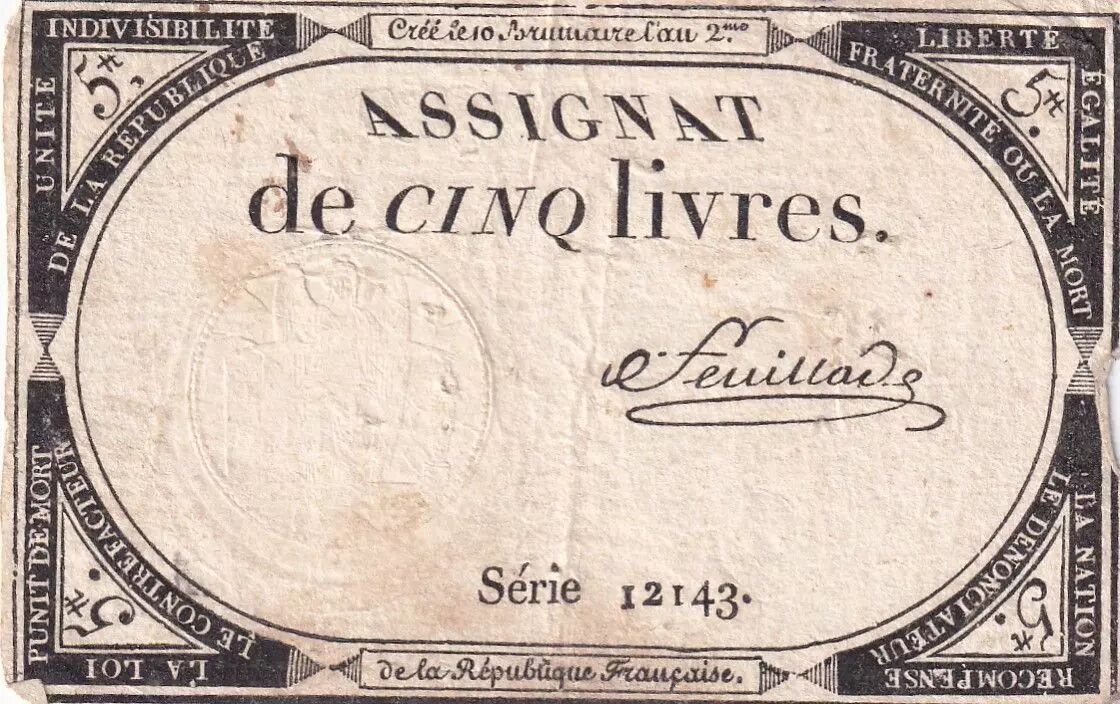 Créé le 10 Brumaire l'an 2.me
UNITÉ INDIVISIBILITÉ
DE LA RÉPUBLIQUE
LIBERTÉ ÉGALITÉ
FRATERNITÉ OU LA MORT
5# 
5#.
ASSIGNAT
de CINQ livres.
Feuillade
Série 12143.
LA LOI PUNIT DE MORT
LE CONTREFACTEUR
LA NATION RÉCOMPENSE
LE DENONCIATEUR
5#.
5#.
de la République Française.